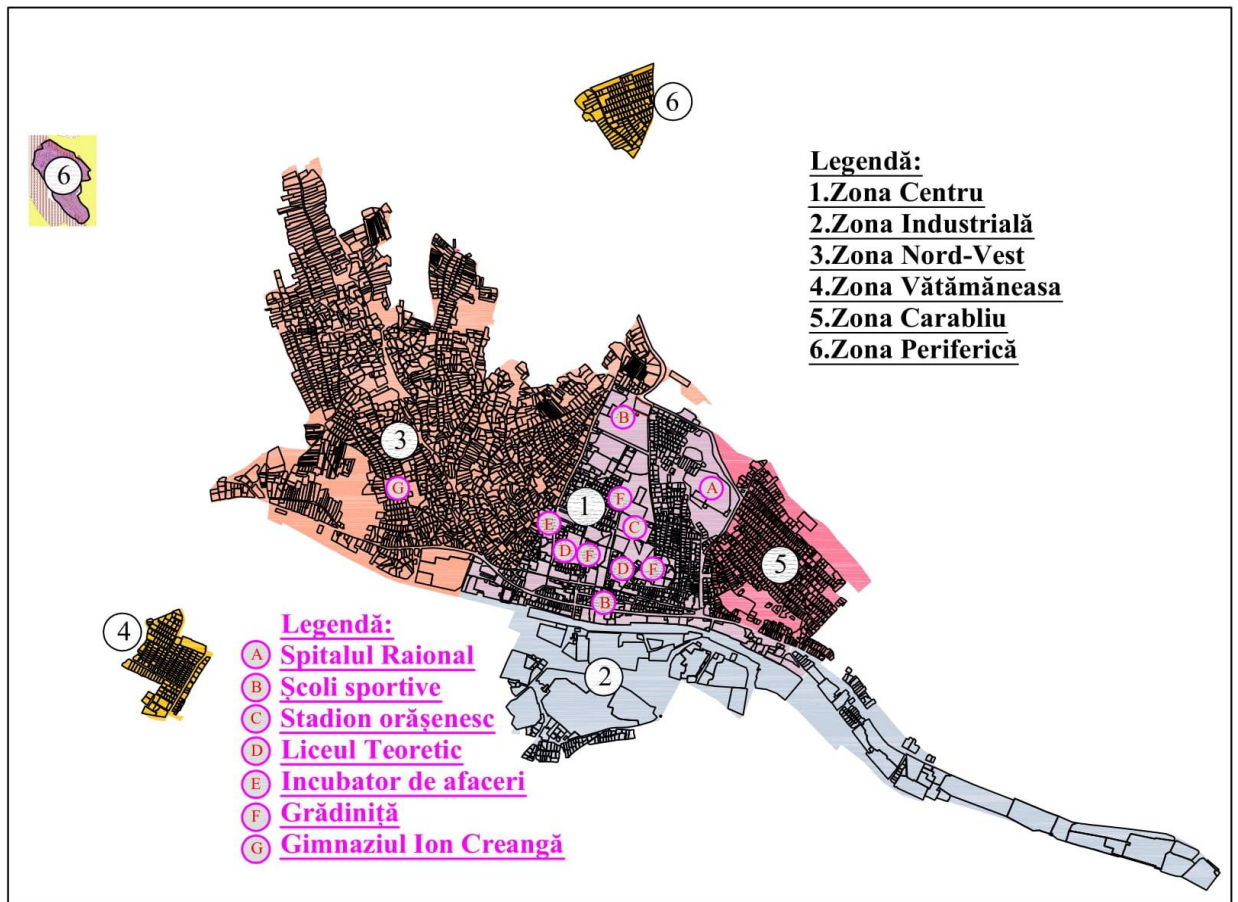 6
6
Legendă:
1.Zona Centru
2.Zona Industrială
3.Zona Nord-Vest
4.Zona Vătămăneasa
5.Zona Carabliu
6.Zona Periferică
B
3
G
A
F
1
E
C
D
F
D
F
5
B
4
2
Legendă:
A Spitalul Raional
B Școli sportive
C Stadion orășenesc
D Liceul Teoretic
E Incubator de afaceri
F Grădiniță
G Gimnaziul Ion Creangă